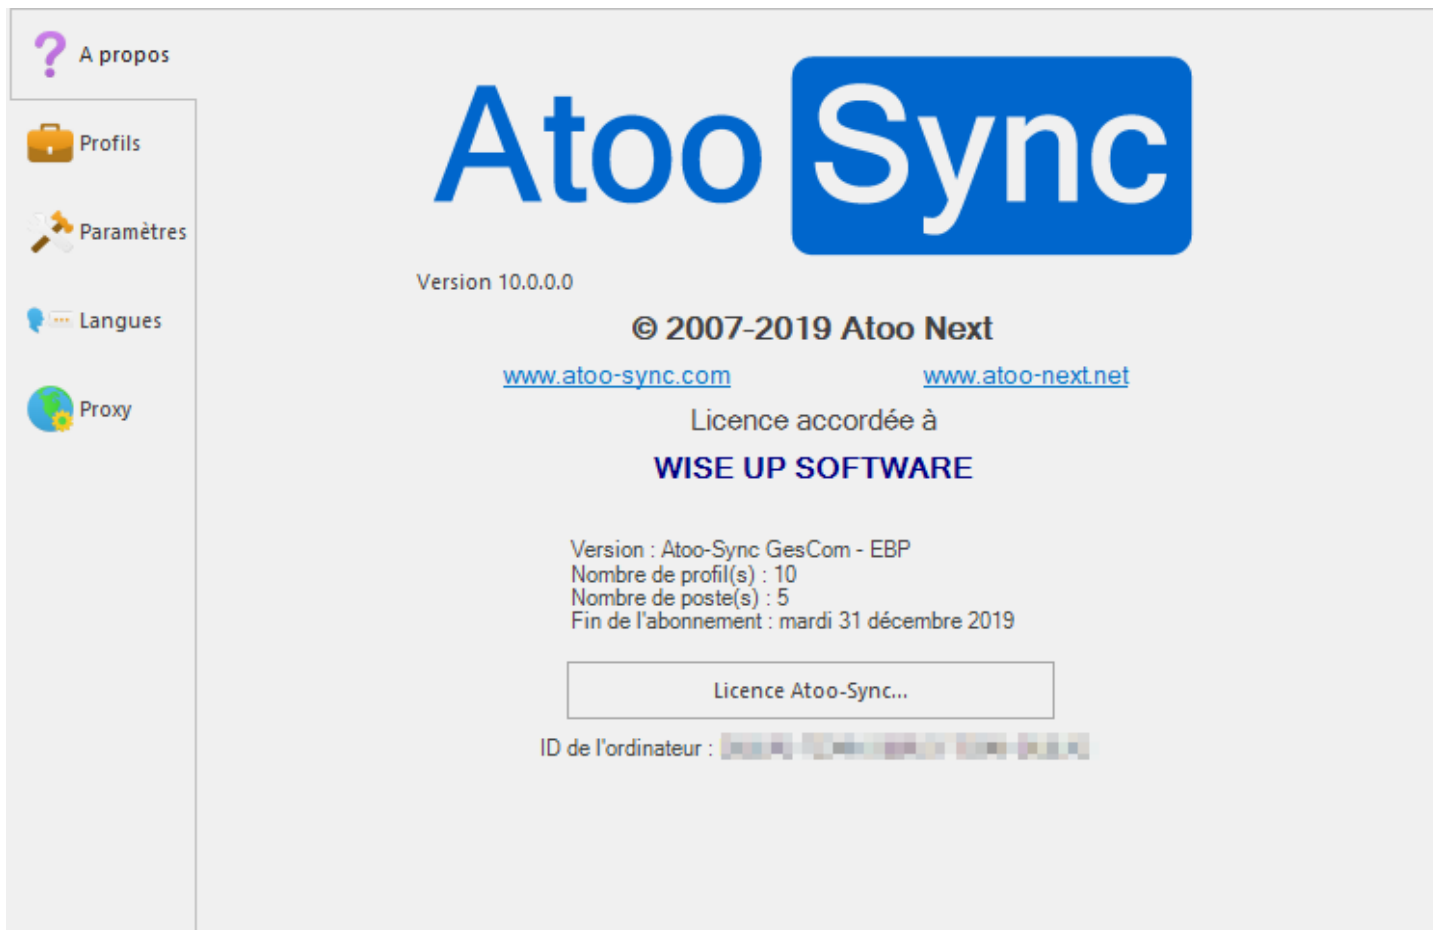 A propos
Profils
Paramètres
Langues
Proxy
Atoo Sync
Version 10.0.0.0
© 2007-2019 Atoo Next
www.atoo-sync.com www.atoo-next.net
Licence accordée à
WISE UP SOFTWARE
Version : Atoo-Sync GesCom - EBP
Nombre de profil(s) : 10
Nombre de poste(s) : 5
Fin de l'abonnement : mardi 31 décembre 2019
Licence Atoo-Sync...
ID de l'ordinateur :